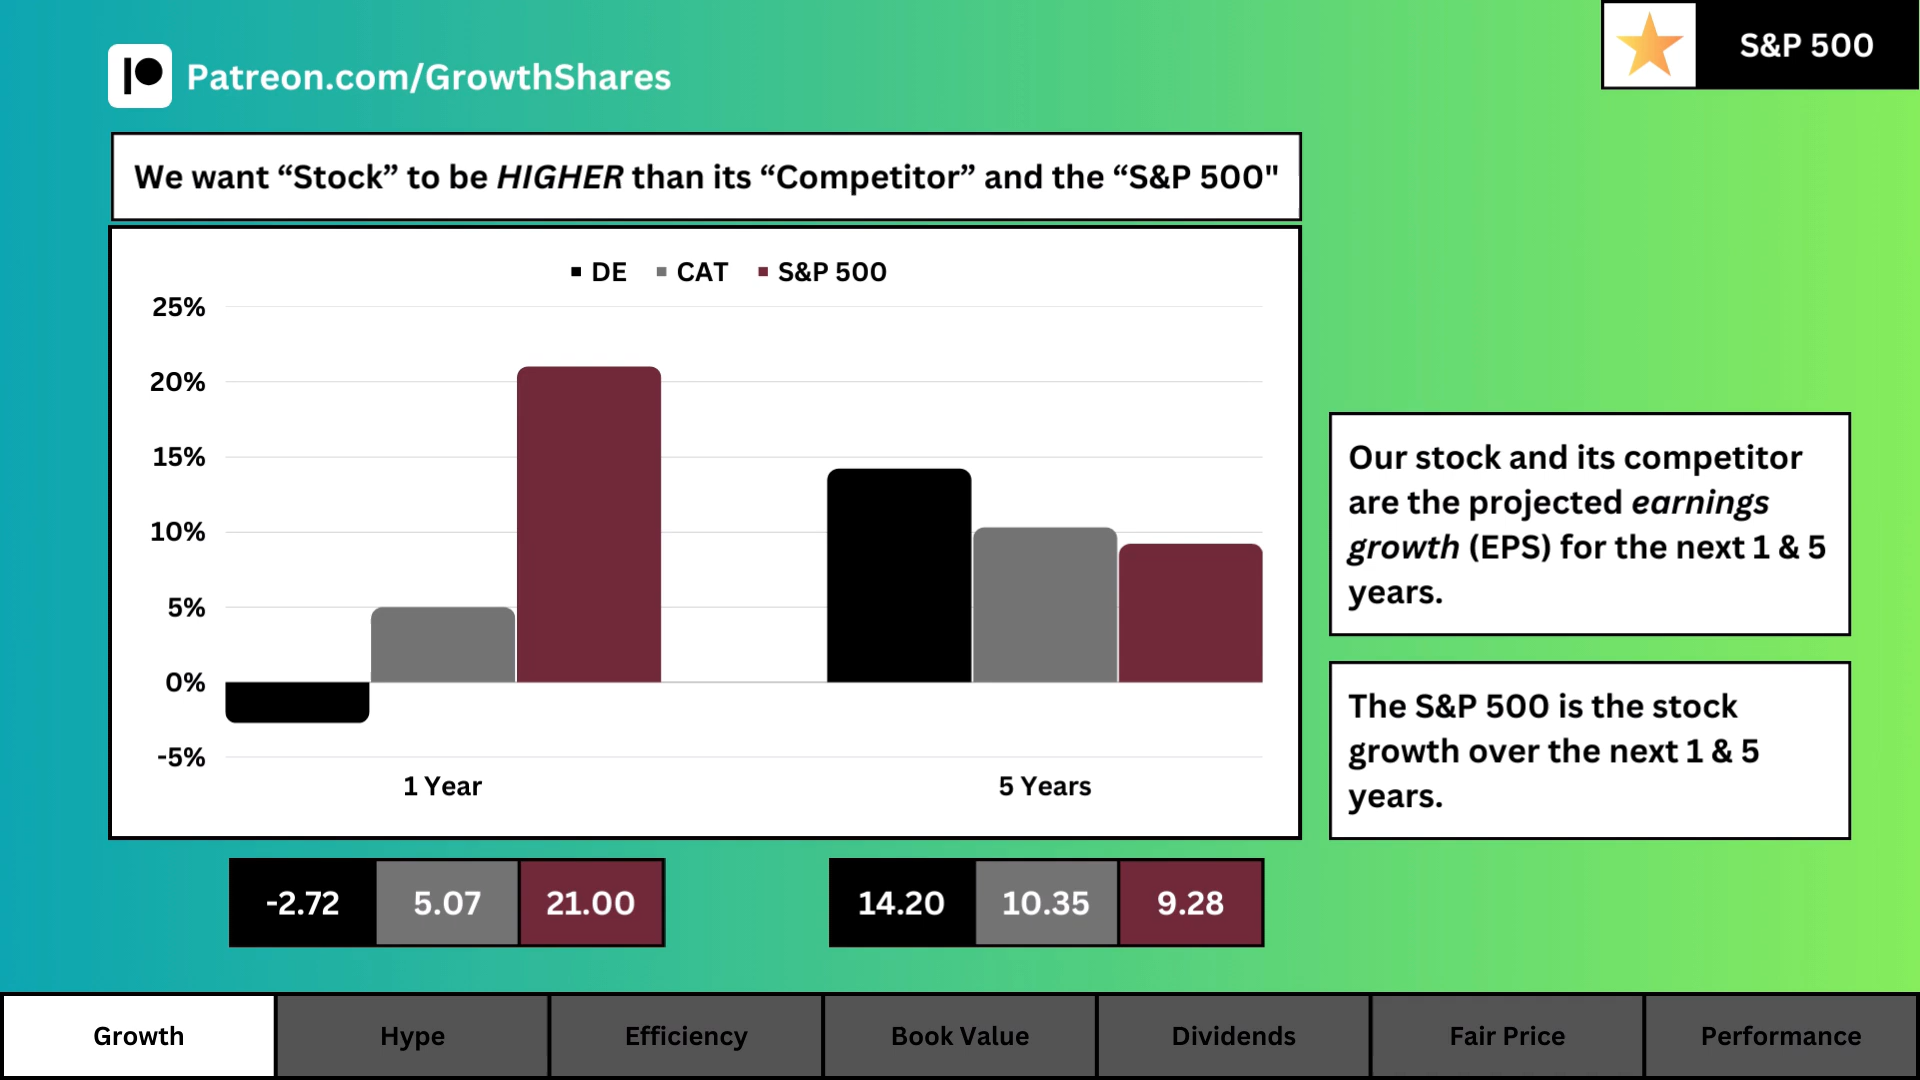 Patreon.com/GrowthShares
S&P 500
We want “Stock” to be HIGHER than its “Competitor” and the “S&P 500"
DE CAT S&P 500
25%
20%
15%
10%
5%
0%
-5%
1 Year 5 Years
Our stock and its competitor
are the projected earnings
growth (EPS) for the next 1 & 5
years.
The S&P 500 is the stock
growth over the next 1 & 5
years.
-2.72 5.07 21.00 14.20 10.35 9.28
Growth Hype Efficiency Book Value Dividends Fair Price Performance